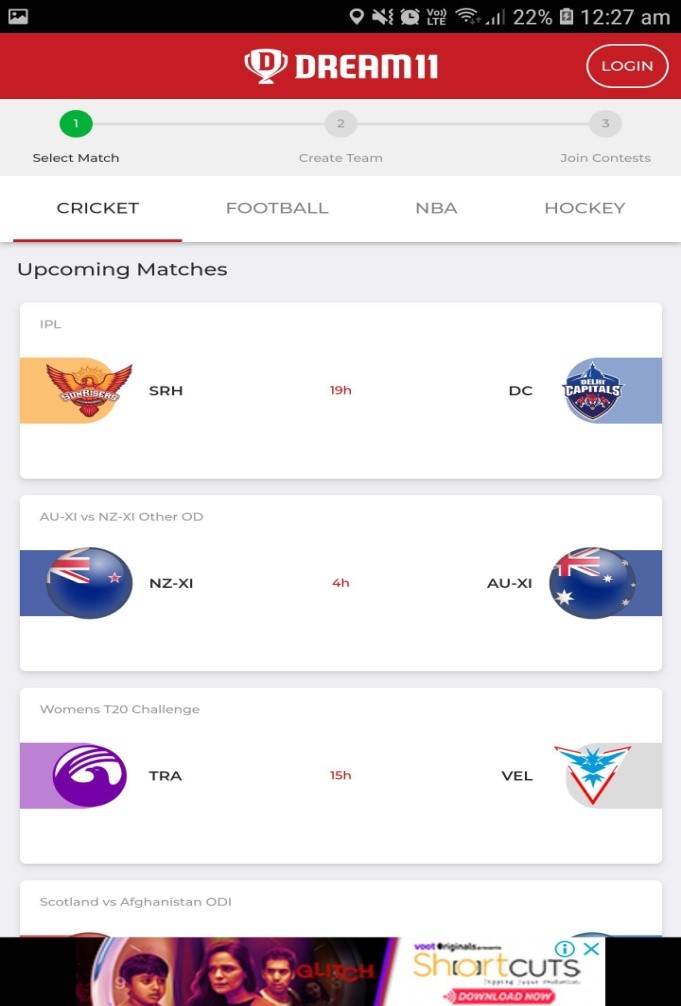 Vo))
LTE
22%
12:27 am
DREAM11
LOGIN
1
2
3
Select Match
Create Team
Join Contests
CRICKET
FOOTBALL
NBA
HOCKEY
Upcoming Matches
IPL
SUNRISERS
SRH
19h
DC
DELHI
CAPITALS
AU-XI vs NZ-XI Other OD
NZ-XI
4h
AU-XI
Womens T20 Challenge
TRA
15h
VEL
Scotland vs Afghanistan ODI
GLITCH
voot Originals presents
Shortcuts
DOWNLOAD NOW